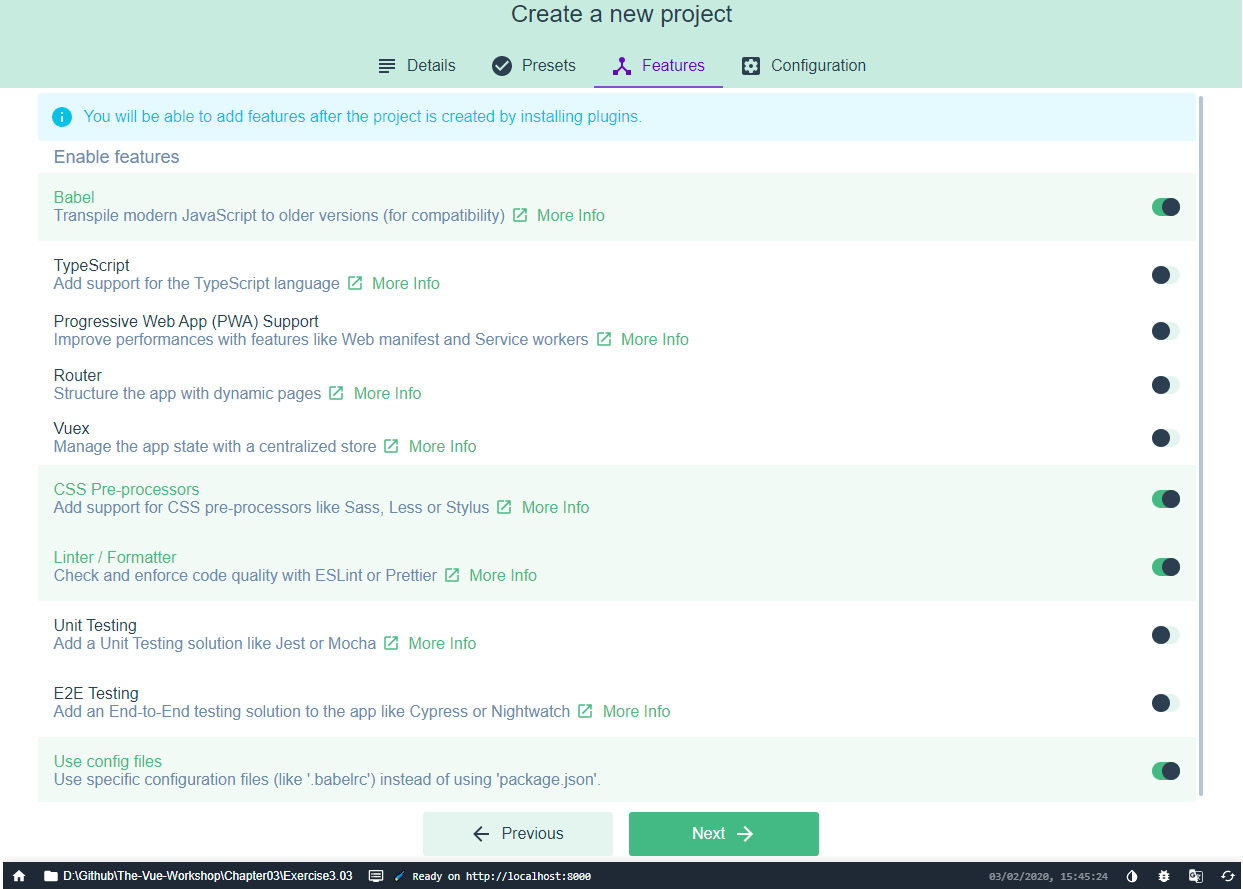 Create a new project
Details Presets Features Configuration
You will be able to add features after the project is created by installing plugins.
Enable features
Babel
Transpile modern JavaScript to older versions (for compatibility) More Info
TypeScript
Add support for the TypeScript language More Info
Progressive Web App (PWA) Support
Improve performances with features like Web manifest and Service workers More Info
Router
Structure the app with dynamic pages More Info
Vuex
Manage the app state with a centralized store More Info
CSS Pre-processors
Add support for CSS pre-processors like Sass, Less or Stylus More Info
Linter / Formatter
Check and enforce code quality with ESLint or Prettier More Info
Unit Testing
Add a Unit Testing solution like Jest or Mocha More Info
E2E Testing
Add an End-to-End testing solution to the app like Cypress or Nightwatch More Info
Use config files
Use specific configuration files (like '.babelrc') instead of using 'package.json'.
Previous Next
D:\Github\The-Vue-Workshop\Chapter03\Exercise3.03 Ready on http://localhost:8000 03/02/2020, 15:45:24